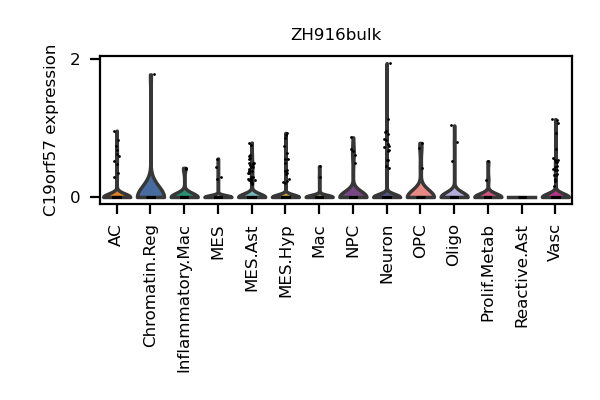 ZH916bulk
C19orf57 expression
2
0
AC
Chromatin.Reg
Inflammatory.Mac
MES
MES.Ast
MES.Hyp
Mac
NPC
Neuron
OPC
Oligo
Prolif.Metab
Reactive.Ast
Vasc